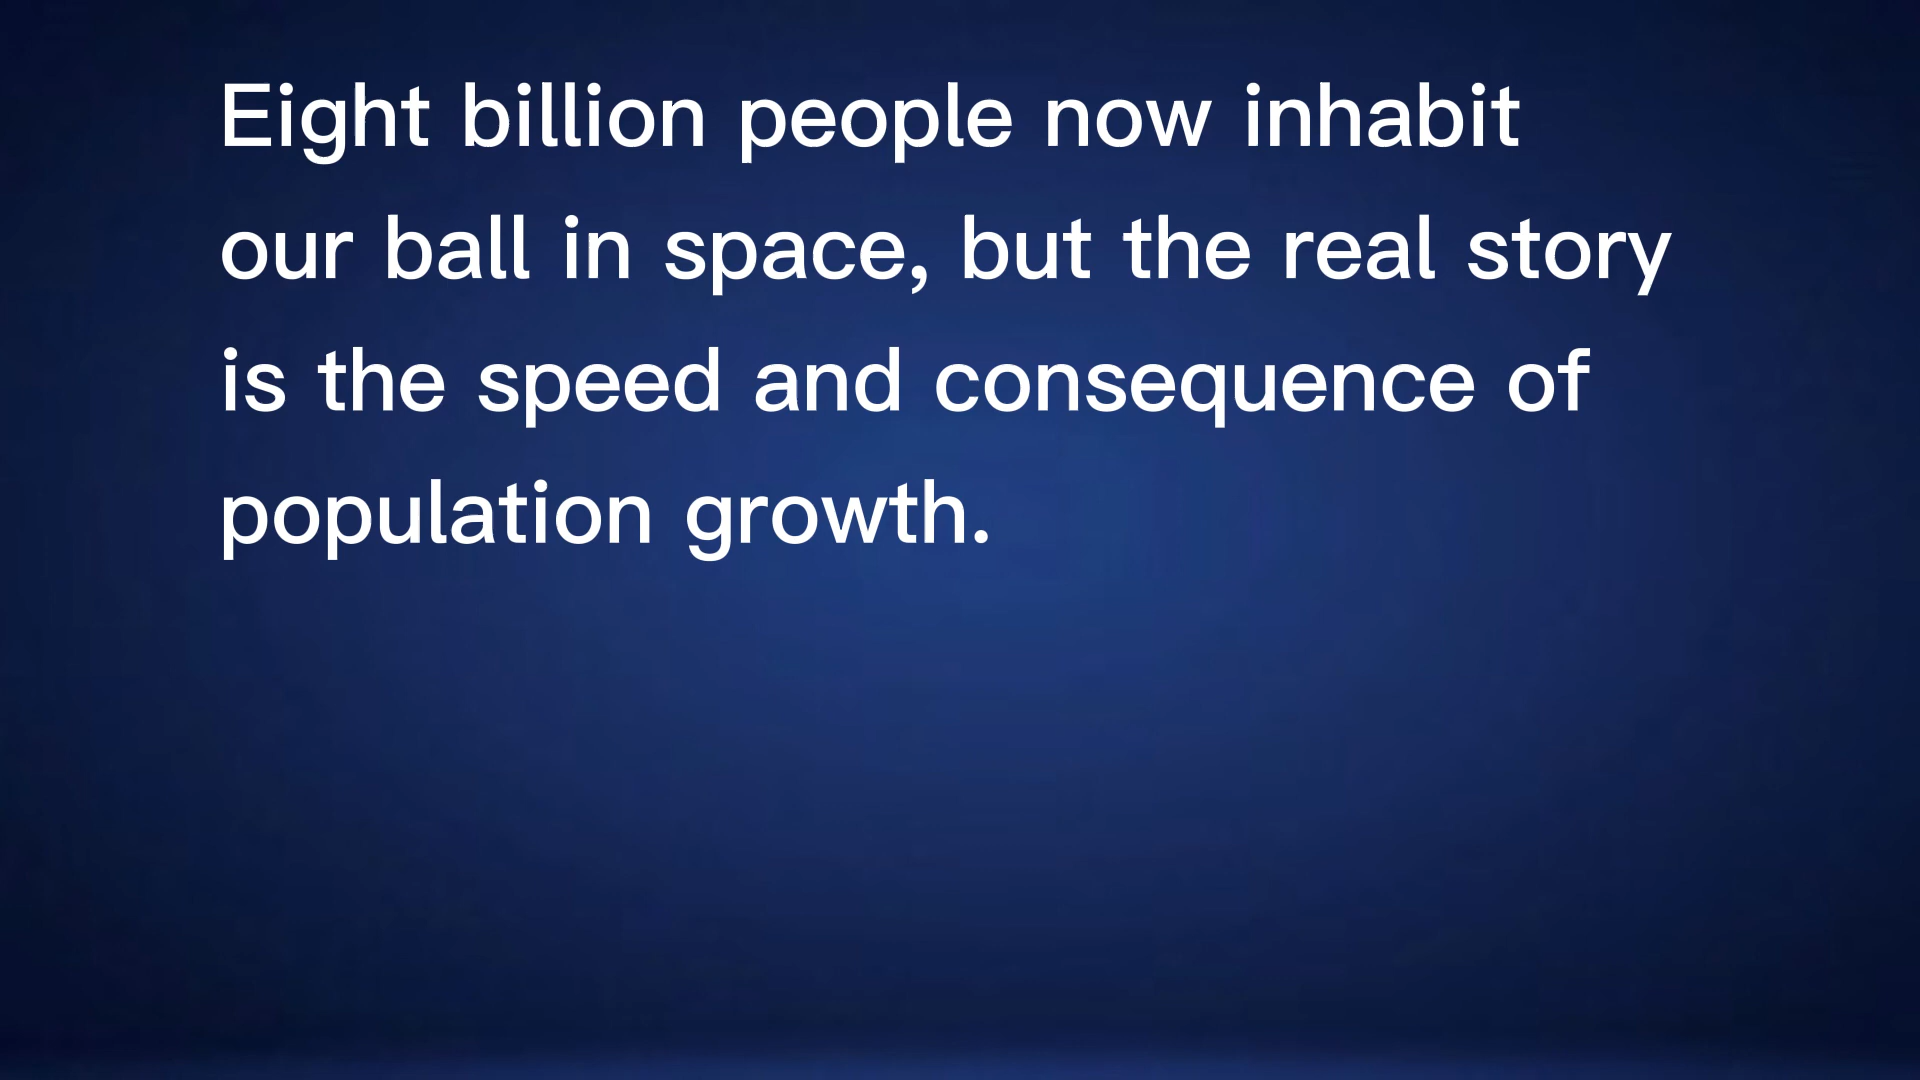 Eight billion people now inhabit
our ball in space, but the real story
is the speed and consequence of
population growth.